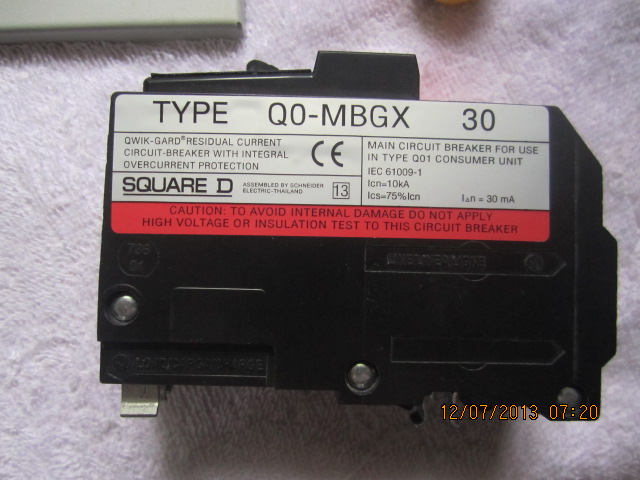 TYPE QO-MBGX 30
QWIK-GARD® RESIDUAL CURRENT
CIRCUIT-BREAKER WITH INTEGRAL
OVERCURRENT PROTECTION
CE
SQUARE D
ASSEMBLED BY SCHNEIDER
ELECTRIC-THAILAND
13
MAIN CIRCUIT BREAKER FOR USE
IN TYPE QO1 CONSUMER UNIT
IEC 61009-1
Icn=10kA
Ics=75%Icn I∆n = 30 mA
CAUTION: TO AVOID INTERNAL DAMAGE DO NOT APPLY
HIGH VOLTAGE OR INSULATION TEST TO THIS CIRCUIT BREAKER
12/07/2013 07:20